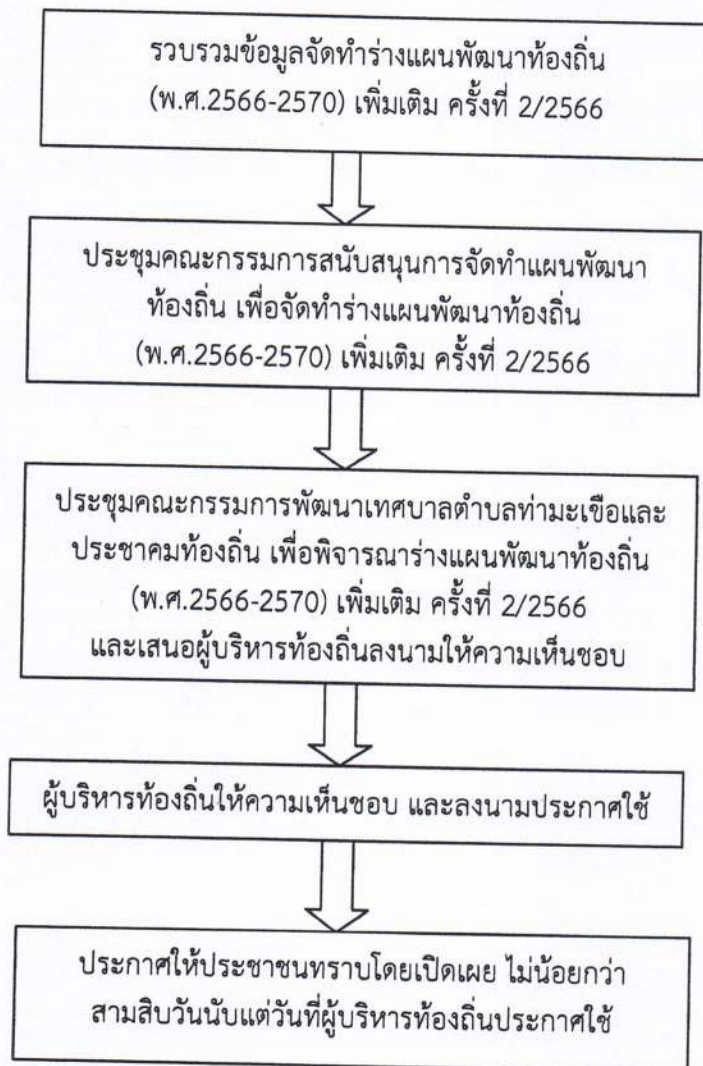 รวบรวมข้อมูลจัดทำร่างแผนพัฒนาท้องถิ่น
(พ.ศ.2566-2570) เพิ่มเติม ครั้งที่ 2/2566
ประชุมคณะกรรมการสนับสนุนการจัดทำแผนพัฒนา
ท้องถิ่น เพื่อจัดทำร่างแผนพัฒนาท้องถิ่น
(พ.ศ.2566-2570) เพิ่มเติม ครั้งที่ 2/2566
ประชุมคณะกรรมการพัฒนาเทศบาลตำบลท่ามะเขือและ
ประชาคมท้องถิ่น เพื่อพิจารณาร่างแผนพัฒนาท้องถิ่น
(พ.ศ.2566-2570) เพิ่มเติม ครั้งที่ 2/2566
และเสนอผู้บริหารท้องถิ่นลงนามให้ความเห็นชอบ
ผู้บริหารท้องถิ่นให้ความเห็นชอบ และลงนามประกาศใช้
ประกาศให้ประชาชนทราบโดยเปิดเผย ไม่น้อยกว่า
สามสิบวันนับแต่วันที่ผู้บริหารท้องถิ่นประกาศใช้